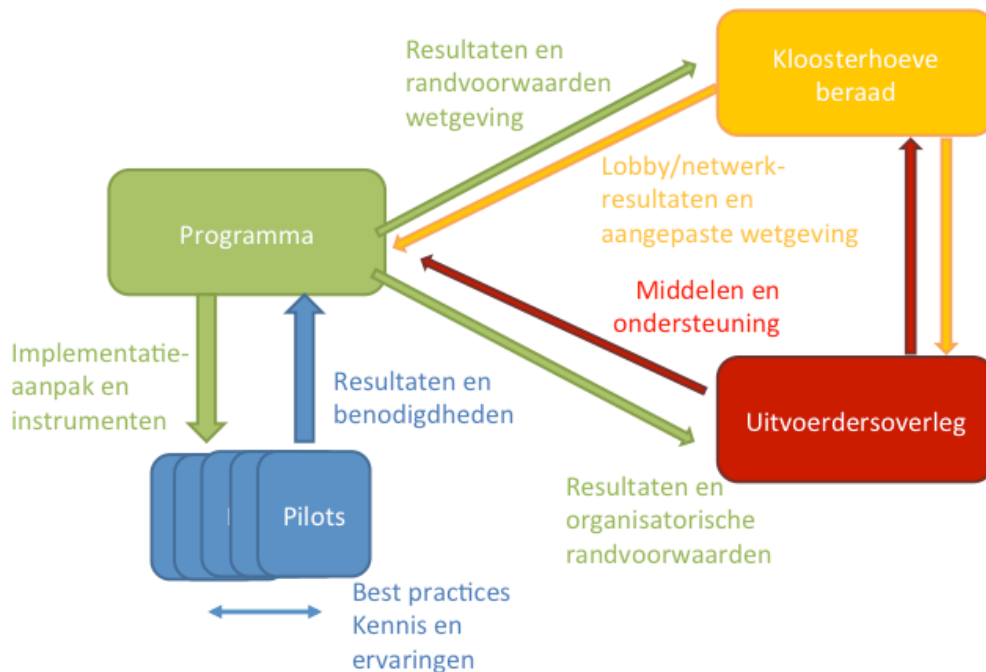 Resultaten en
randvoorwaarden
wetgeving
Kloosterhoeve
beraad
Lobby/netwerk-
resultaten en
aangepaste wetgeving
Programma
Middelen en
ondersteuning
Implementatie-
aanpak en
instrumenten
Resultaten en
benodigdheden
Uitvoerdersoverleg
Pilots
Resultaten en
organisatorische
randvoorwaarden
Best practices
Kennis en
ervaringen